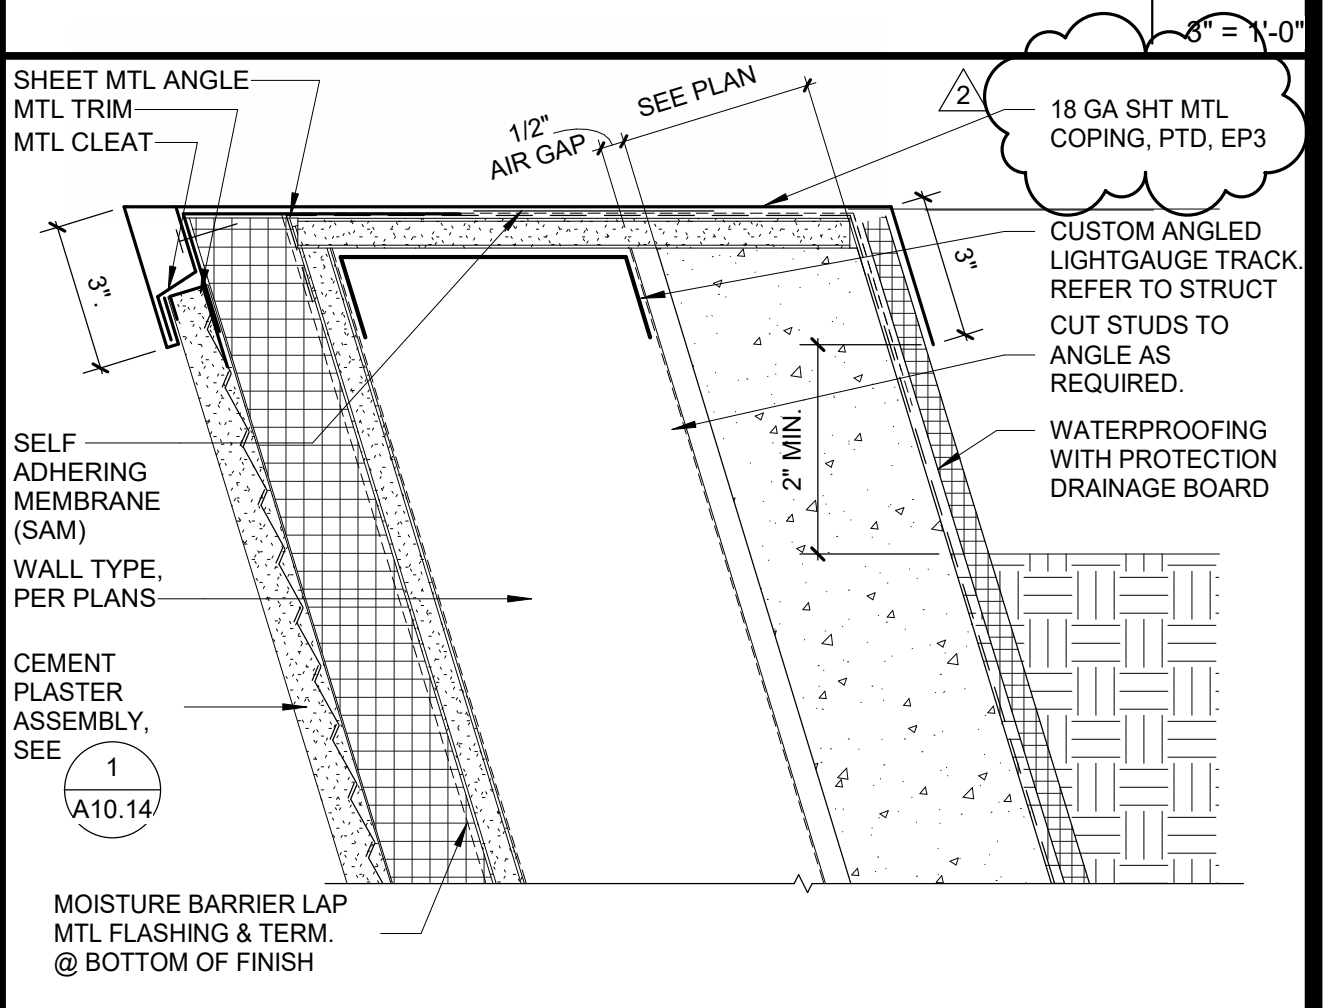 3" = 1'-0"
SHEET MTL ANGLE
MTL TRIM
MTL CLEAT
1/2"
AIR GAP
SEE PLAN
2
18 GA SHT MTL
COPING, PTD, EP3
3"
3"
CUSTOM ANGLED
LIGHTGAUGE TRACK.
REFER TO STRUCT
CUT STUDS TO
ANGLE AS
REQUIRED.
2" MIN.
WATERPROOFING
WITH PROTECTION
DRAINAGE BOARD
SELF
ADHERING
MEMBRANE
(SAM)
WALL TYPE,
PER PLANS
CEMENT
PLASTER
ASSEMBLY,
SEE
1
A10.14
MOISTURE BARRIER LAP
MTL FLASHING & TERM.
@ BOTTOM OF FINISH